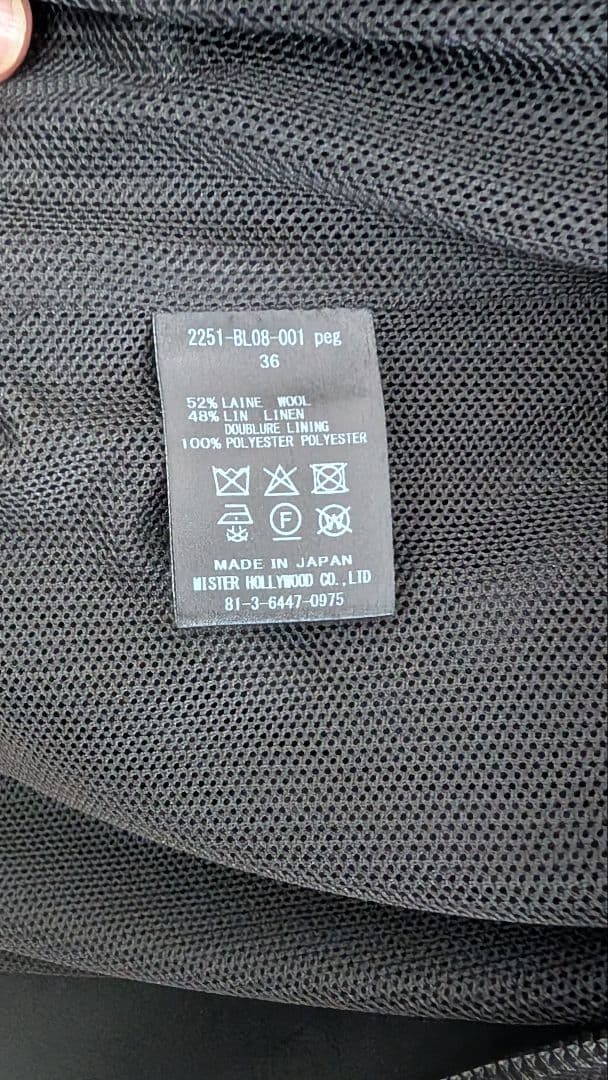 2251-BL08-001 peg
36
52% LAINE WOOL
48% LIN LINEN
DOUBLURE LINING
100% POLYESTER POLYESTER
F
W
MADE IN JAPAN
MISTER HOLLYWOOD CO.,LTD
81-3-6447-0975